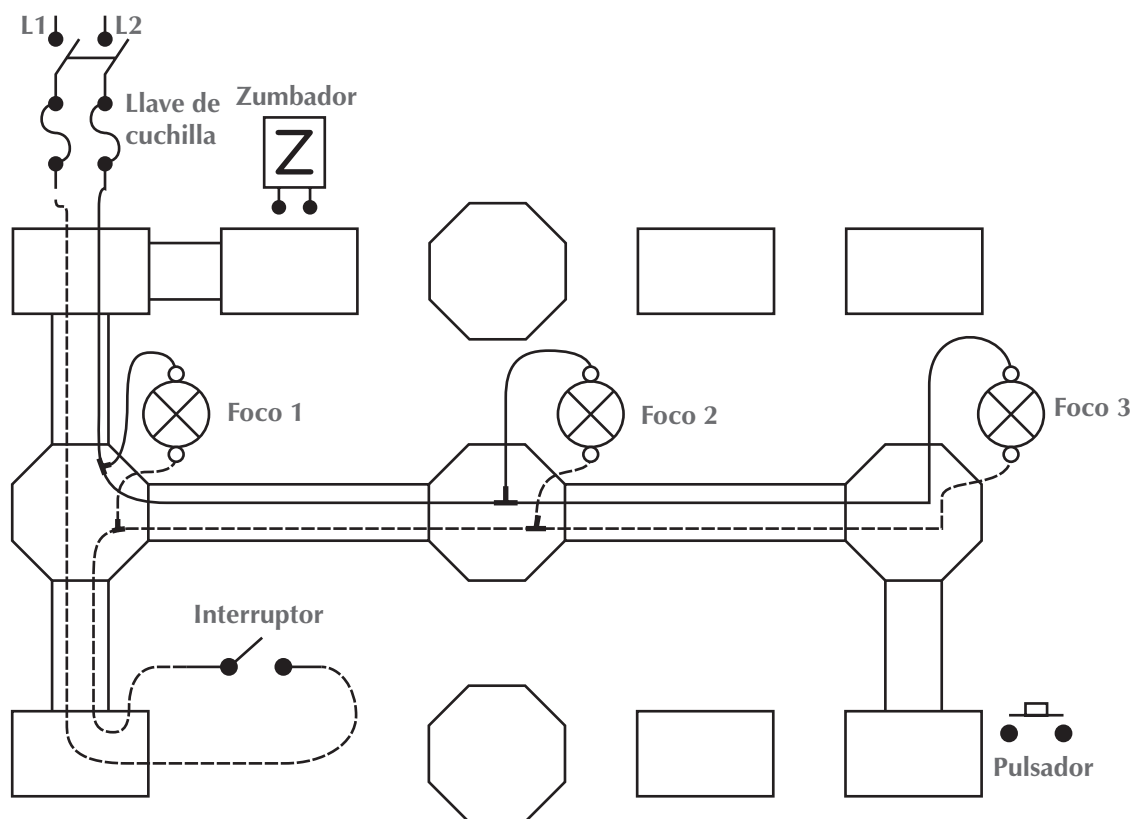 L1 L2
Llave de
cuchilla
Zumbador
Z
Foco 1
Foco 2
Foco 3
Interruptor
Pulsador